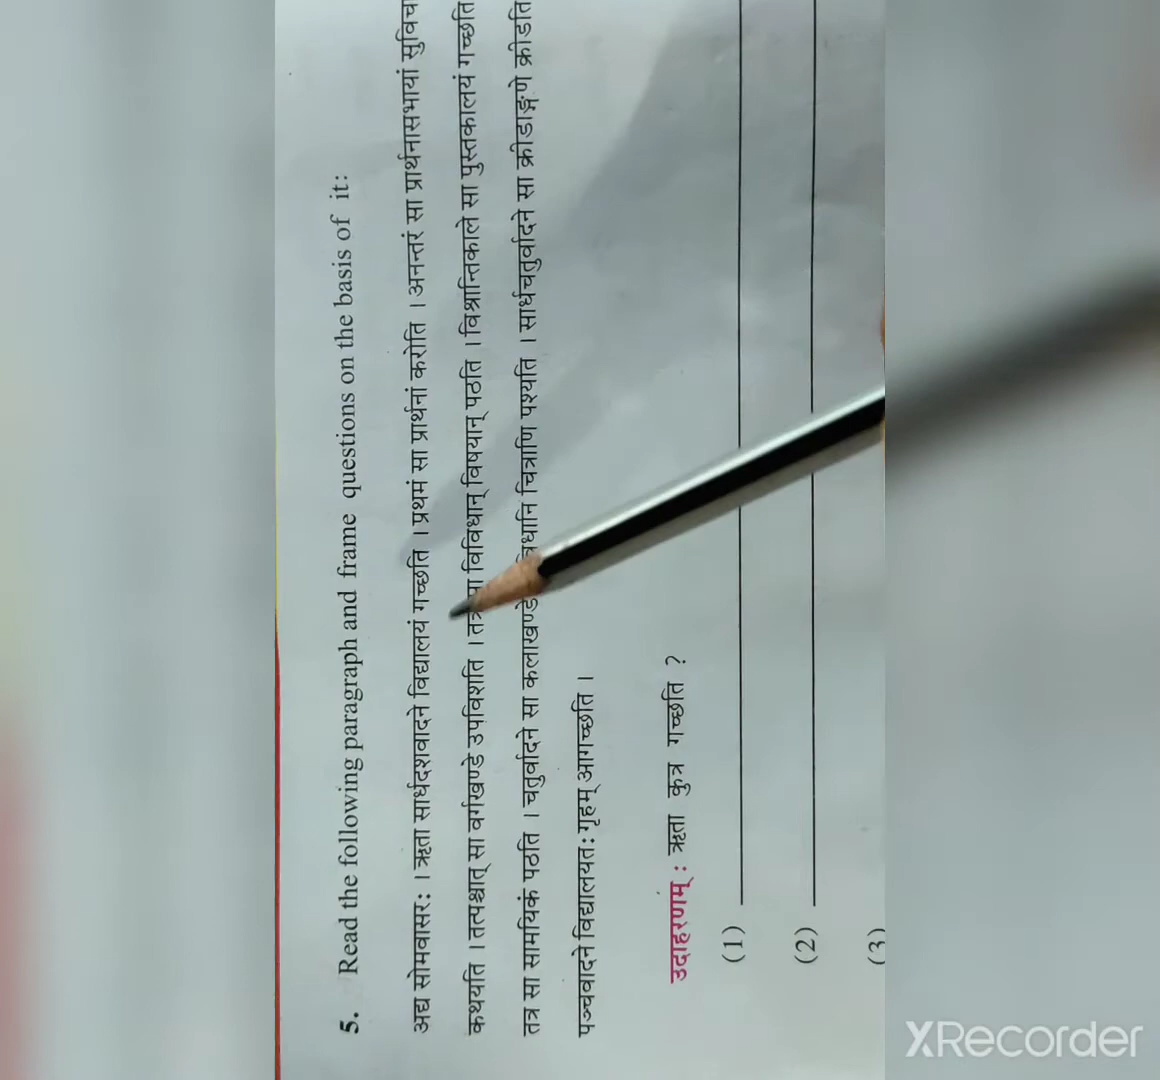 5. Read the following paragraph and frame questions on the basis of it:
अद्य सोमवासरः । ऋता सार्धदशवादने विद्यालयं गच्छति । प्रथमं सा प्रार्थनां करोति । अनन्तरं सा प्रार्थनासभायां सुविचा
कथयति । तत्पश्चात् सा वर्गखण्डे उपविशति । विविधान् विषयान् पठति । विश्रान्तिकाले सा पुस्तकालयं गच्छति
तत्र सा सामयिकं पठति । चतुर्वादने सा कलाखण्डे चित्राणि पश्यति । सार्धचतुर्वादने सा क्रीडाङ्गणे क्रीडति
पञ्चवादने विद्यालयतः गृहम् आगच्छति ।
उदाहरणाम् : ऋता कुत्र गच्छति ?
(1)
(2)
(3)
XRecorder